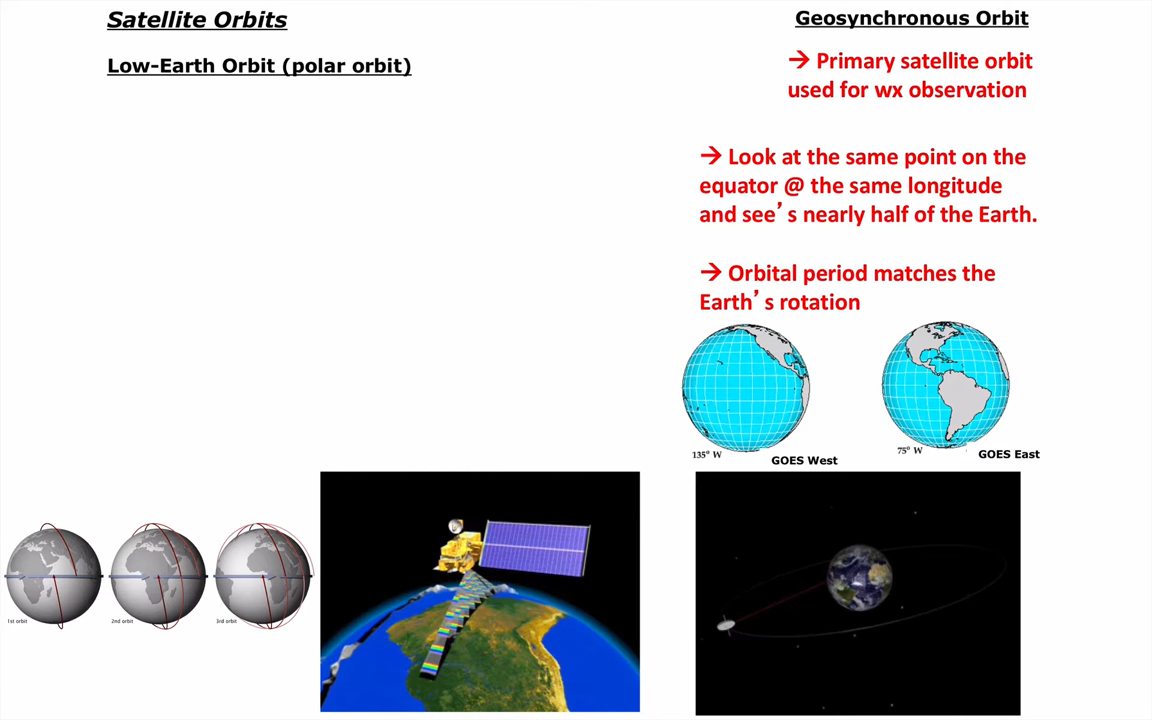 Satellite Orbits
Low-Earth Orbit (polar orbit)
1st orbit
2nd orbit
3rd orbit
Geosynchronous Orbit
→ Primary satellite orbit
used for wx observation
→ Look at the same point on the
equator @ the same longitude
and see’s nearly half of the Earth.
→ Orbital period matches the
Earth’s rotation
135° W
GOES West
75° W
GOES East